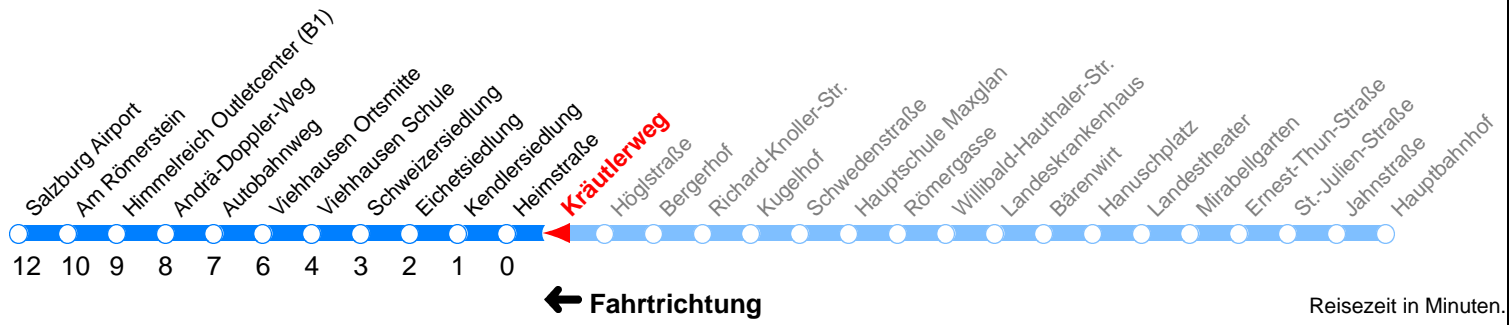 Salzburg Airport
Am Römerstein
Himmelreich Outletcenter (B1)
Andrä-Doppler-Weg
Autobahnweg
Viehhausen Ortsmitte
Viehhausen Schule
Schweizersiedlung
Eichetsiedlung
Kendlersiedlung
Heimstraße
Kräutlerweg
Höglstraße
Bergerhof
Richard-Knoller-Str.
Kugelhof
Schwedenstraße
Hauptschule Maxglan
Römergasse
Willibald-Hauthaler-Str.
Landeskrankenhaus
Bärenwirt
Hanuschplatz
Landestheater
Mirabellgarten
Ernest-Thun-Straße
St.-Julien-Straße
Jahnstraße
Hauptbahnhof
12 10 9 8 7 6 4 3 2 1 0
Fahrtrichtung
Reisezeit in Minuten.